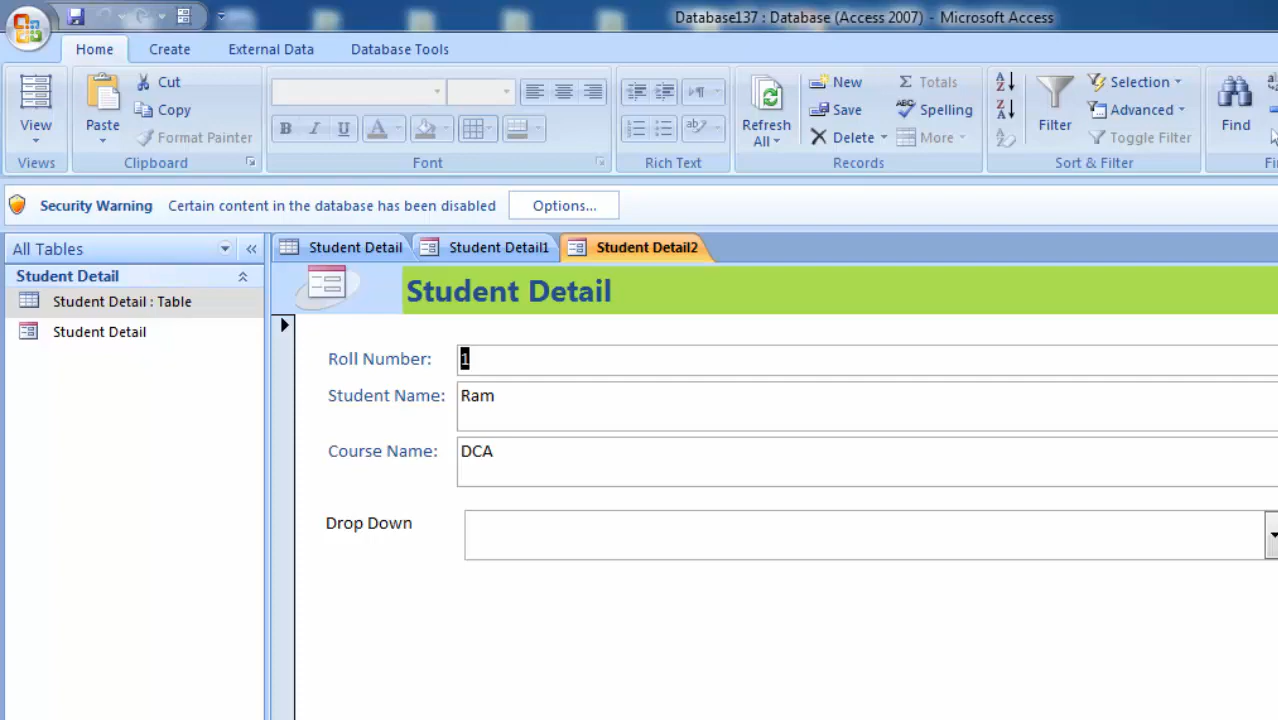 Database137 : Database (Access 2007) - Microsoft Access
Home Create External Data Database Tools
View
Views
Paste
Cut
Copy
Format Painter
Clipboard
B I U A
Font
Rich Text
Refresh
All
New
Save
Delete
Totals
Spelling
More
Records
Filter
Selection
Advanced
Toggle Filter
Sort & Filter
Find
Security Warning Certain content in the database has been disabled Options...
All Tables
Student Detail
Student Detail : Table
Student Detail
Student Detail Student Detail1 Student Detail2
Student Detail
Roll Number: 1
Student Name: Ram
Course Name: DCA
Drop Down